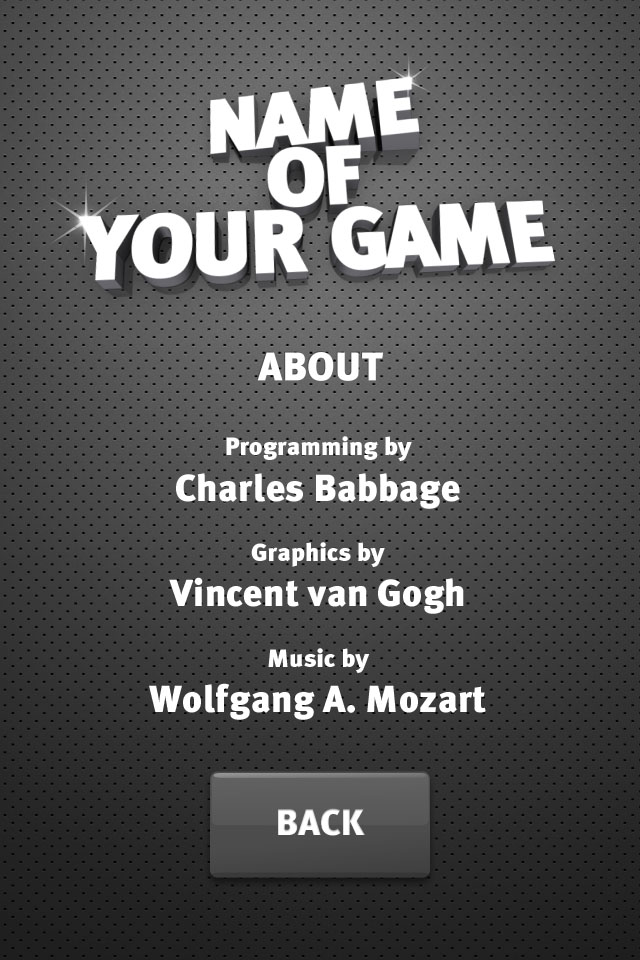 NAME
OF
YOUR GAME
ABOUT
Programming by
Charles Babbage
Graphics by
Vincent van Gogh
Music by
Wolfgang A. Mozart
BACK